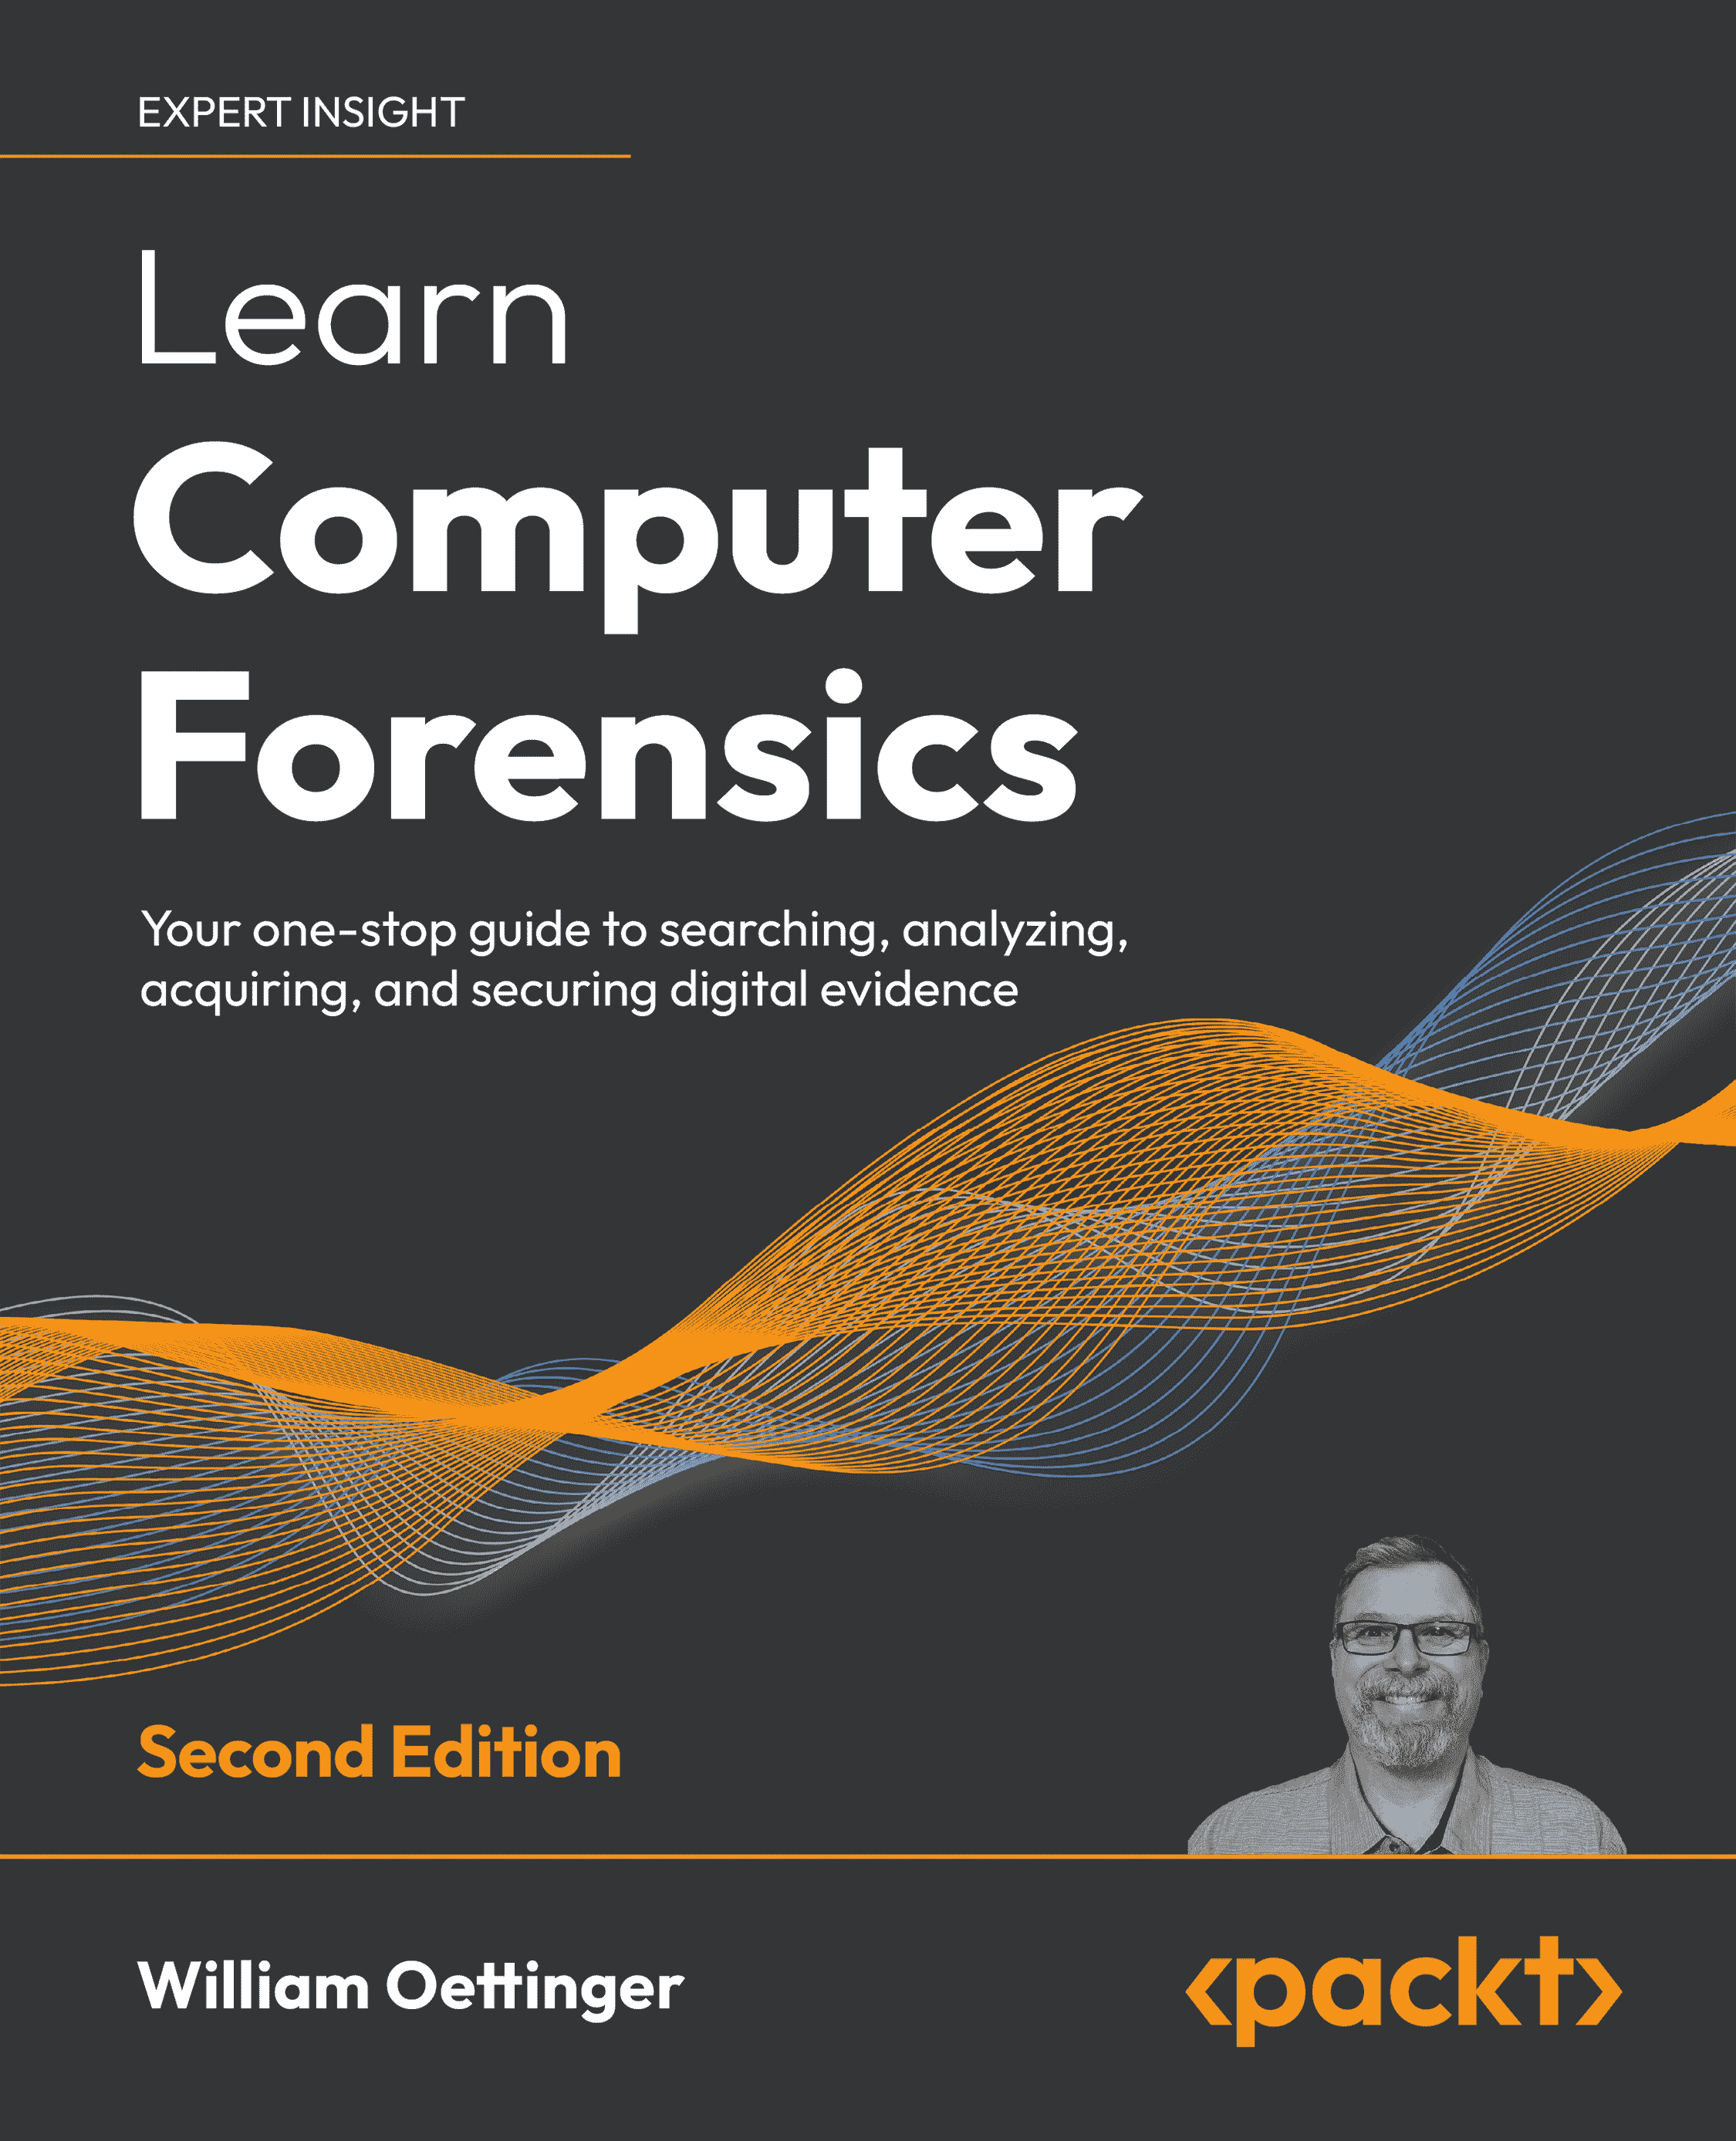 EXPERT INSIGHT
Learn
Computer
Forensics
Your one-stop guide to searching, analyzing,
acquiring, and securing digital evidence
Second Edition
William Oettinger
<packt>